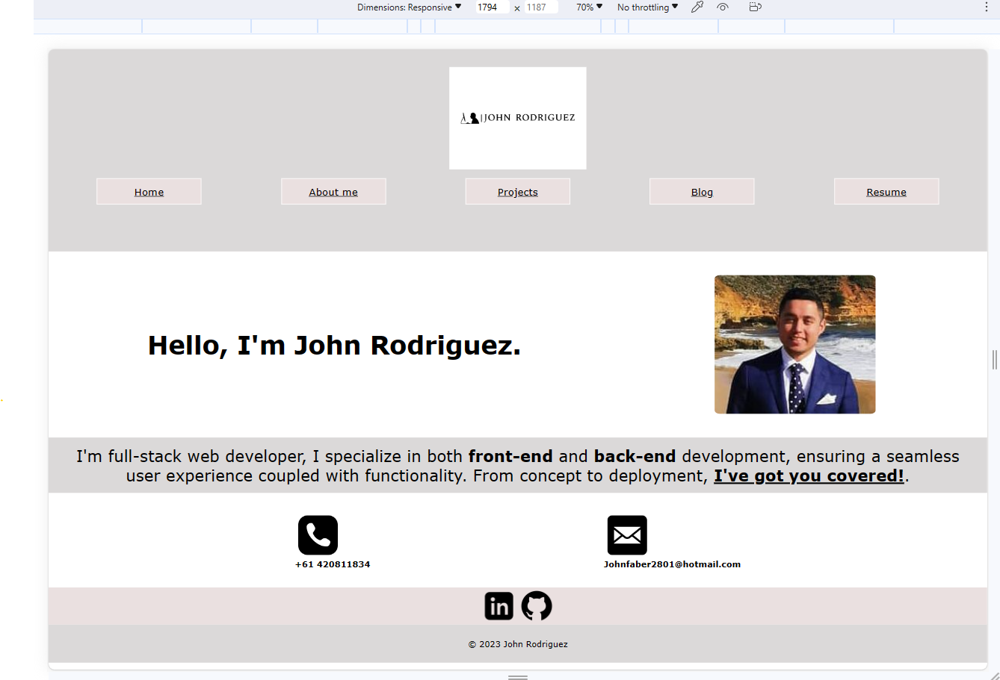 Dimensions: Responsive 1794 × 1187 70% No throttling
|JOHN RODRIGUEZ
Home About me Projects Blog Resume
Hello, I'm John Rodriguez.
I'm full-stack web developer, I specialize in both front-end and back-end development, ensuring a seamless
user experience coupled with functionality. From concept to deployment, I've got you covered!.
+61 420811834 Johnfaber2801@hotmail.com
in
© 2023 John Rodriguez